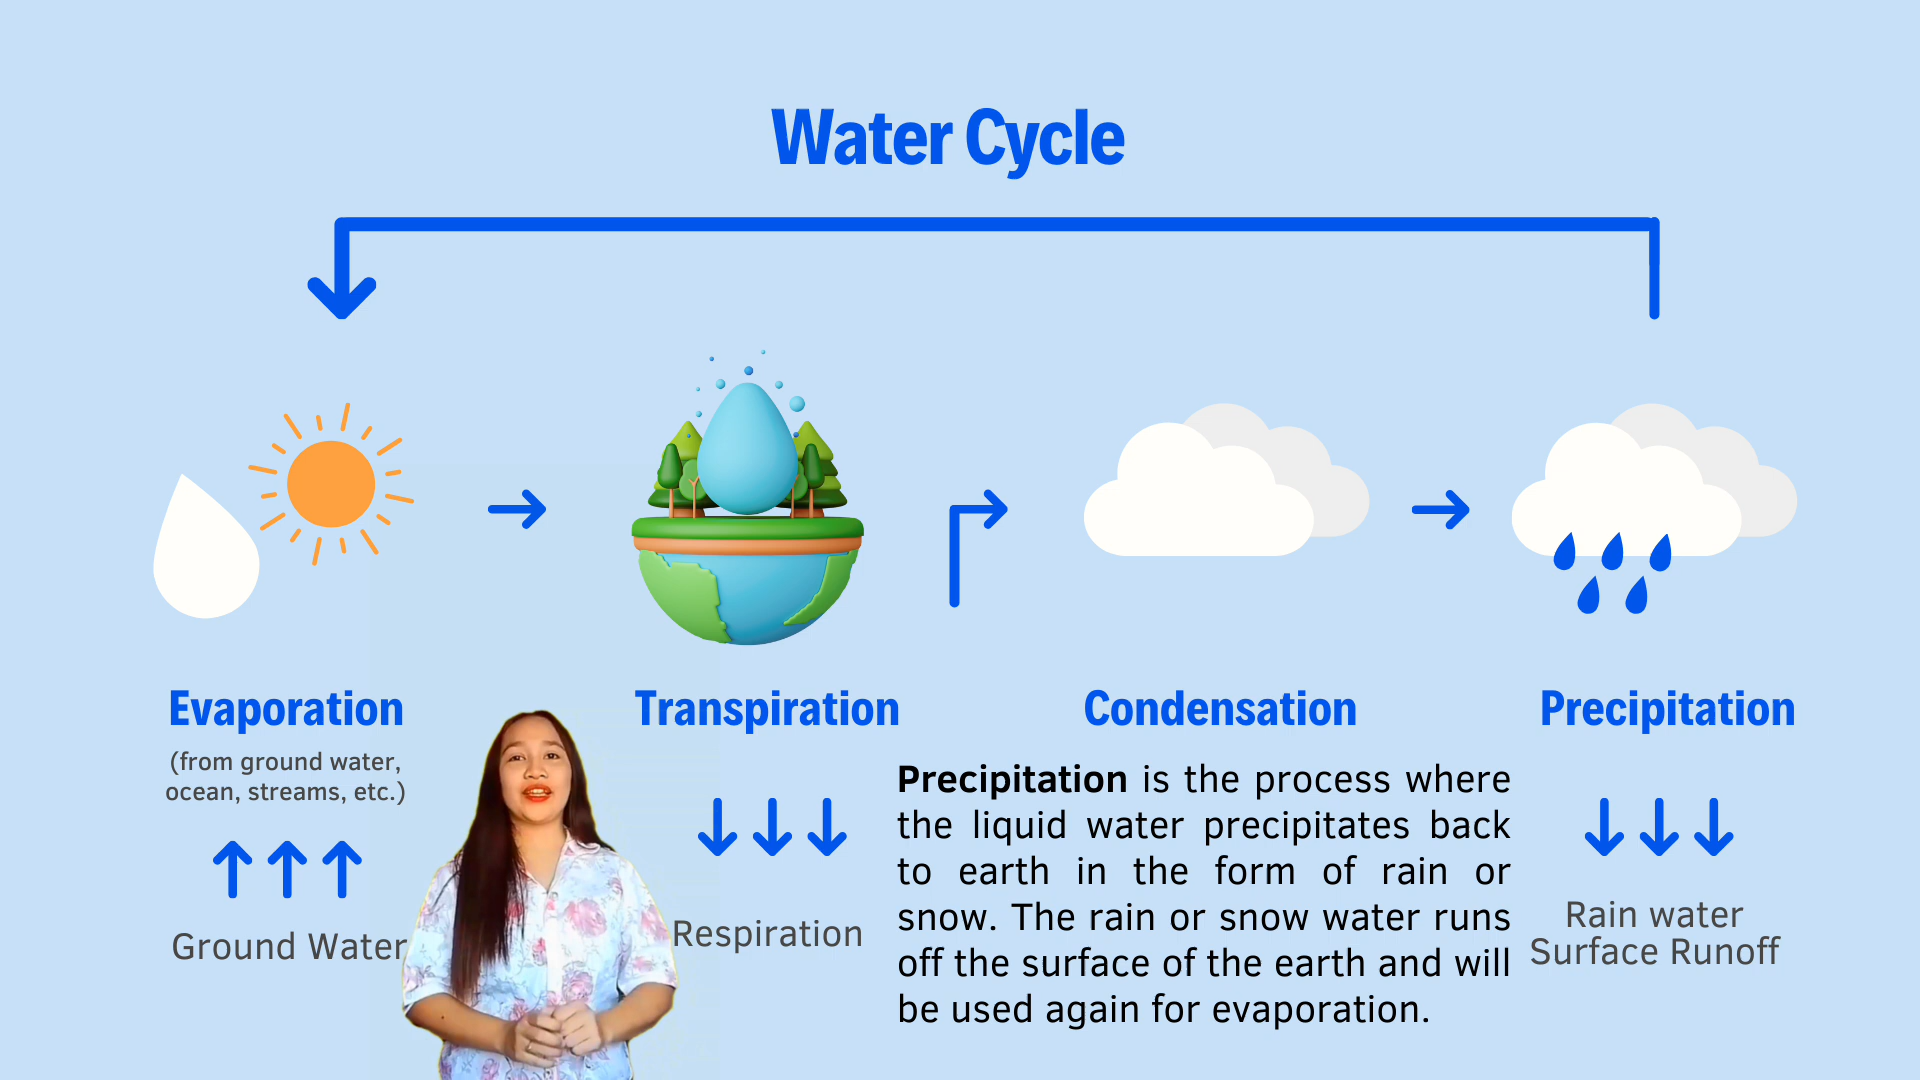 Water Cycle
Evaporation
(from ground water,
ocean, streams, etc.)
Ground Water
Transpiration
Respiration
Condensation
Precipitation is the process where
the liquid water precipitates back
to earth in the form of rain or
snow. The rain or snow water runs
off the surface of the earth and will
be used again for evaporation.
Precipitation
Rain water
Surface Runoff